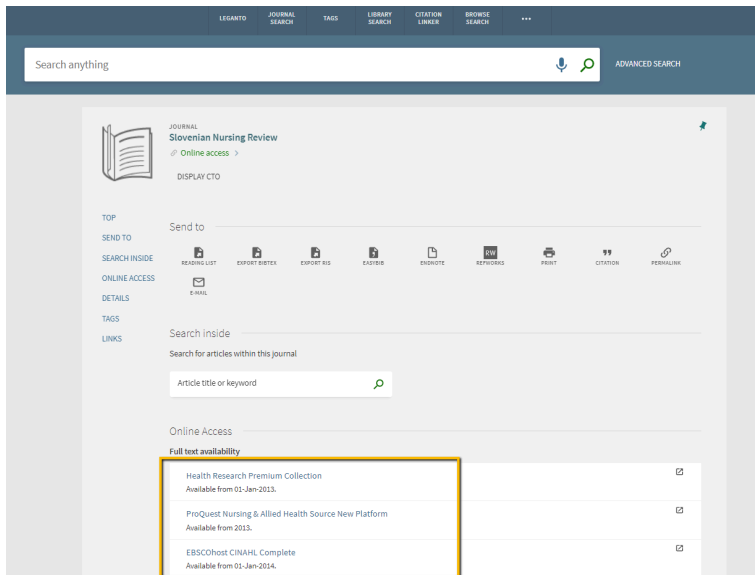 LEGANTO
JOURNAL
SEARCH
TAGS
LIBRARY
SEARCH
CITATION
LINKER
BROWSE
SEARCH
•••
Search anything
ADVANCED SEARCH
JOURNAL
Slovenian Nursing Review
Online access >
DISPLAY CTO
TOP
SEND TO
SEARCH INSIDE
ONLINE ACCESS
DETAILS
TAGS
LINKS
Send to
READING LIST
EXPORT BIBTEX
EXPORT RIS
EASYBIB
ENDNOTE
RW
REFWORKS
PRINT
CITATION
PERMALINK
E-MAIL
Search inside
Search for articles within this journal
Article title or keyword
Online Access
Full text availability
Health Research Premium Collection
Available from 01-Jan-2013.
ProQuest Nursing & Allied Health Source New Platform
Available from 2013.
EBSCOhost CINAHL Complete
Available from 01-Jan-2014.